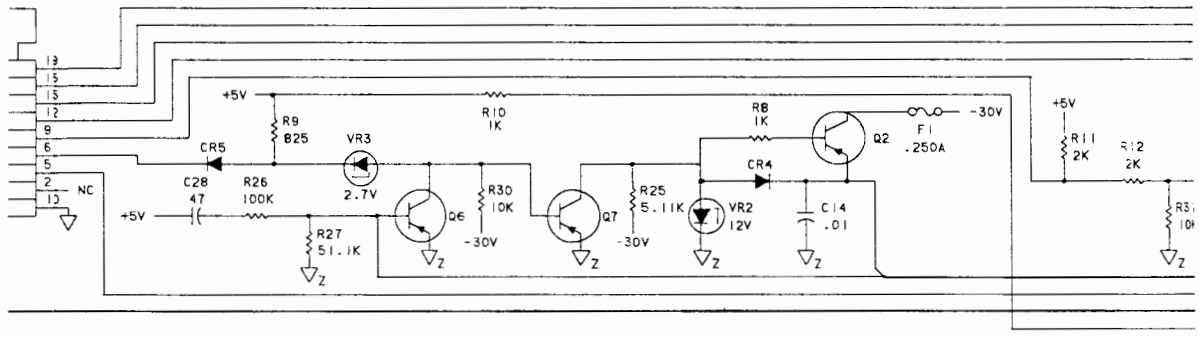 19
15
16
12
9
6
5
2 NC
10
+5V
R10
1K
R9
825
CR5
VR3
2.7V
C28
47
R26
100K
+5V
R27
51.1K
Z
Q6
Z
R30
10K
-30V
Q7
Z
R25
5.11K
-30V
R8
1K
CR4
VR2
12V
Z
Q2
C14
.01
Z
F1
.250A
-30V
+5V
R11
2K
R12
2K
Z